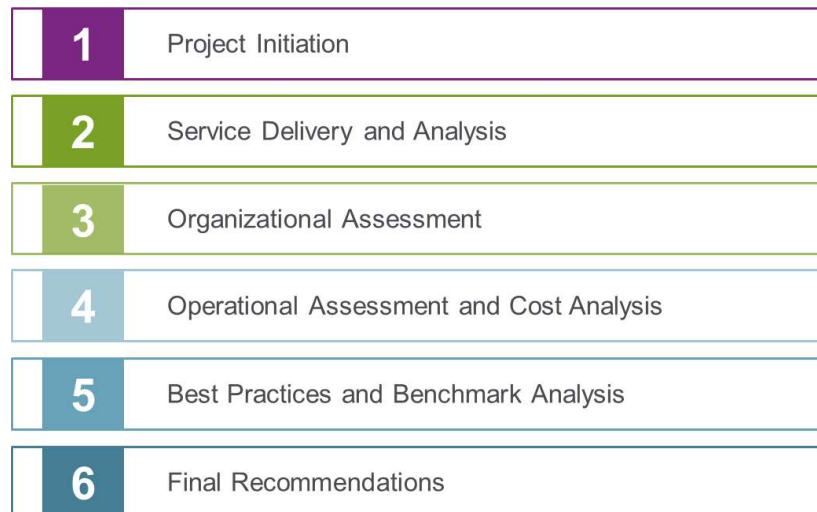 1 Project Initiation
2 Service Delivery and Analysis
3 Organizational Assessment
4 Operational Assessment and Cost Analysis
5 Best Practices and Benchmark Analysis
6 Final Recommendations